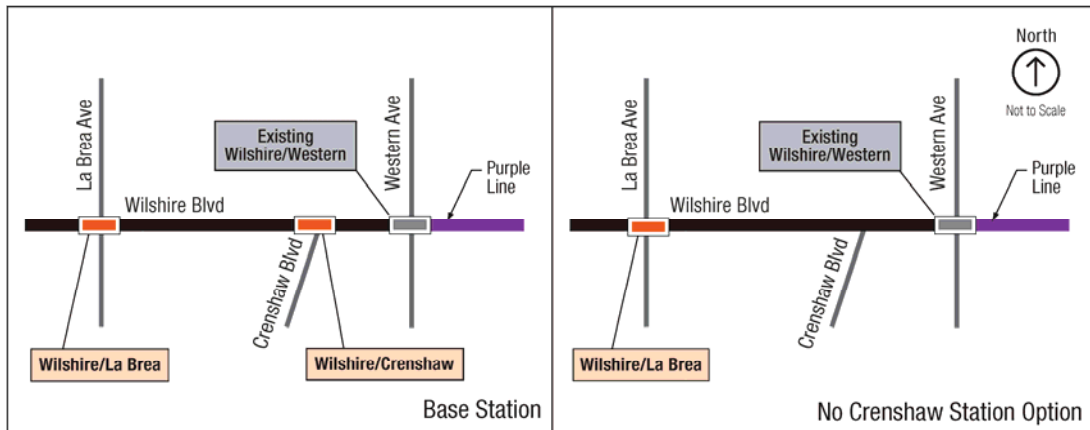 La Brea Ave
Existing
Wilshire/Western
Western Ave
Purple
Line
Wilshire Blvd
Crenshaw Blvd
Wilshire/La Brea
Wilshire/Crenshaw
Base Station
North
Not to Scale
La Brea Ave
Existing
Wilshire/Western
Western Ave
Purple
Line
Wilshire Blvd
Crenshaw Blvd
Wilshire/La Brea
No Crenshaw Station Option